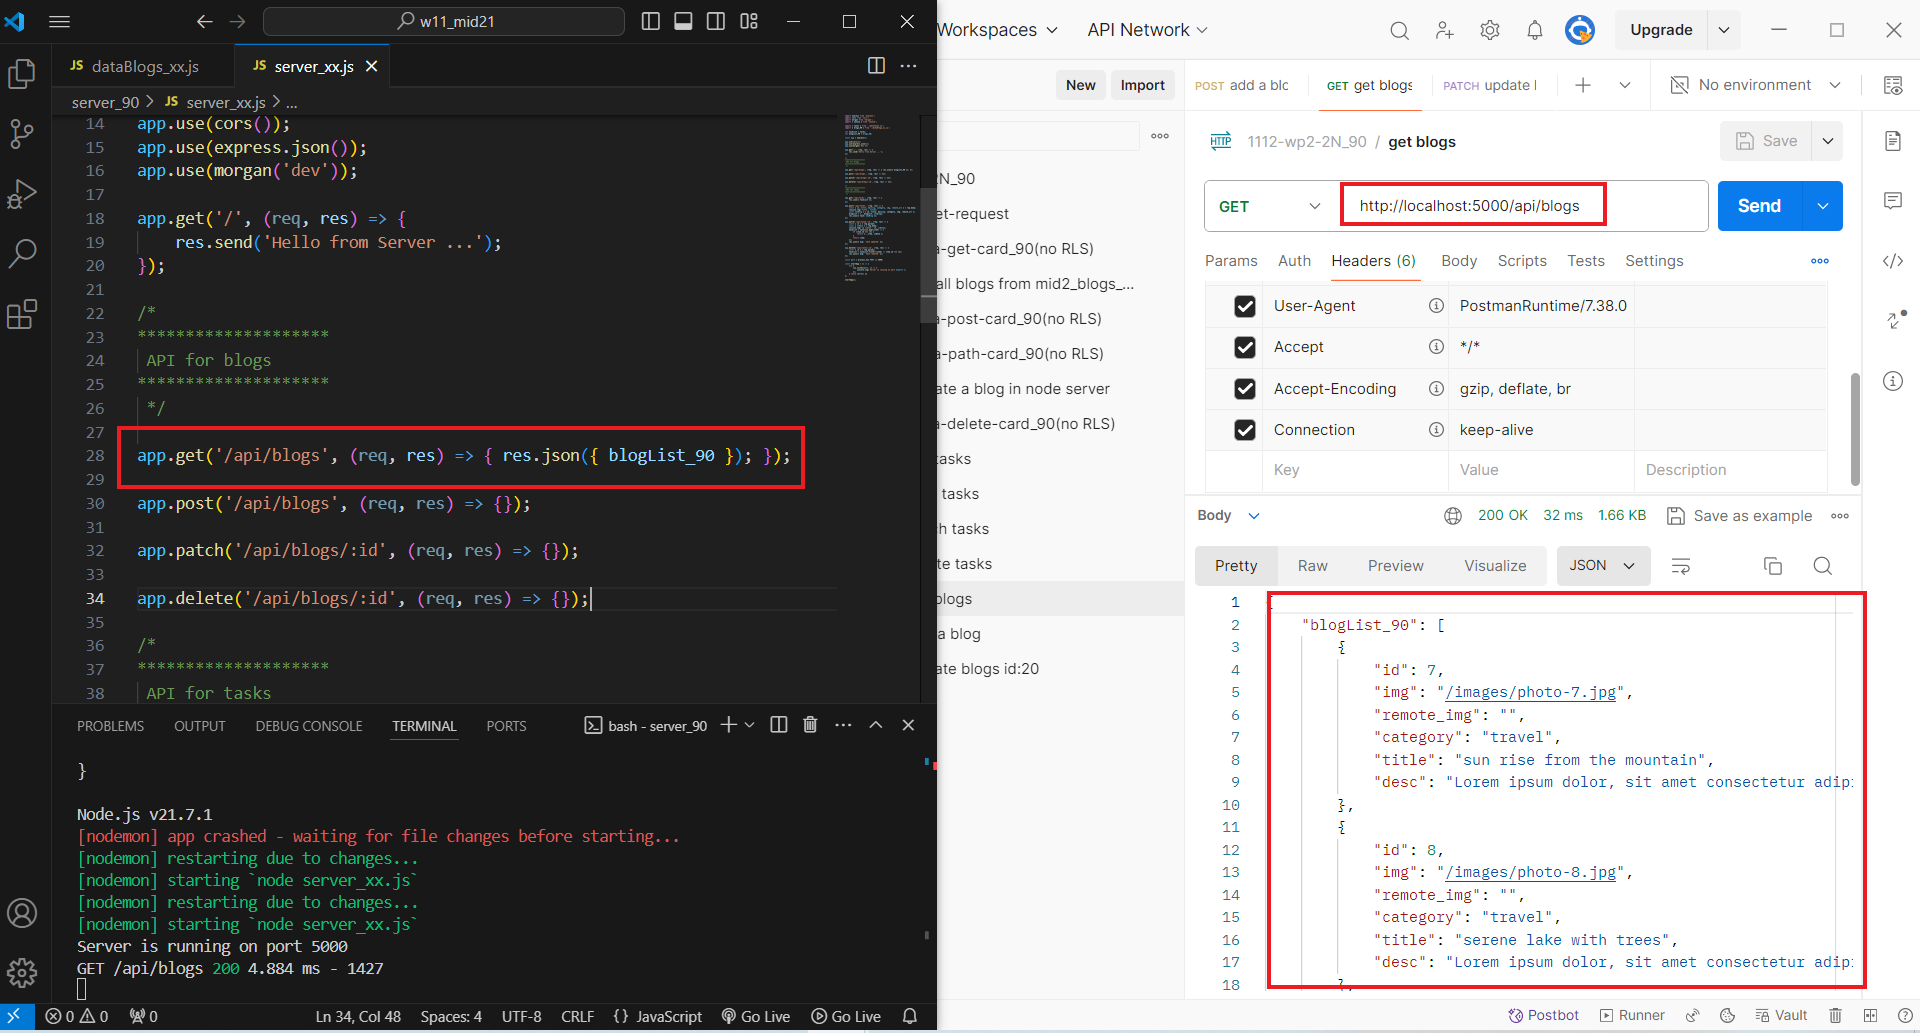 w11_mid21
JS dataBlogs_xx.js
JS server_xx.js
server_90 > JS server_xx.js > ...
14 app.use(cors());
15 app.use(express.json());
16 app.use(morgan('dev'));
17
18 app.get('/', (req, res) => {
19 res.send('Hello from Server ...');
20 });
21
22 /*
23 ********************
24 API for blogs
25 ********************
26 */
27
28 app.get('/api/blogs', (req, res) => { res.json({ blogList_90 }); });
29
30 app.post('/api/blogs', (req, res) => {});
31
32 app.patch('/api/blogs/:id', (req, res) => {});
33
34 app.delete('/api/blogs/:id', (req, res) => {});
35
36 /*
37 ********************
38 API for tasks
PROBLEMS OUTPUT DEBUG CONSOLE TERMINAL PORTS bash - server_90
}
Node.js v21.7.1
[nodemon] app crashed - waiting for file changes before starting...
[nodemon] restarting due to changes...
[nodemon] starting `node server_xx.js`
[nodemon] restarting due to changes...
[nodemon] starting `node server_xx.js`
Server is running on port 5000
GET /api/blogs 200 4.884 ms - 1427
0 0 0 Ln 34, Col 48 Spaces: 4 UTF-8 CRLF {} JavaScript Go Live Go Live
Workspaces API Network Upgrade
New Import
POST add a blo GET get blogs PATCH update No environment
HTTP 1112-wp2-2N_90 / get blogs Save
GET http://localhost:5000/api/blogs Send
Params Auth Headers (6) Body Scripts Tests Settings
User-Agent PostmanRuntime/7.38.0
Accept */*
Accept-Encoding gzip, deflate, br
Connection keep-alive
Key Value Description
N_90
et-request
a-get-card_90(no RLS)
all blogs from mid2_blogs_...
a-post-card_90(no RLS)
a-path-card_90(no RLS)
ate a blog in node server
a-delete-card_90(no RLS)
tasks
tasks
ch tasks
te tasks
blogs
a blog
ate blogs id:20
Body 200 OK 32 ms 1.66 KB Save as example
Pretty Raw Preview Visualize JSON
1 {
2 "blogList_90": [
3 {
4 "id": 7,
5 "img": "/images/photo-7.jpg",
6 "remote_img": "",
7 "category": "travel",
8 "title": "sun rise from the mountain",
9 "desc": "Lorem ipsum dolor, sit amet consectetur adip
10 },
11 {
12 "id": 8,
13 "img": "/images/photo-8.jpg",
14 "remote_img": "",
15 "category": "travel",
16 "title": "serene lake with trees",
17 "desc": "Lorem ipsum dolor, sit amet consectetur adip
18 },
Postbot Runner Vault